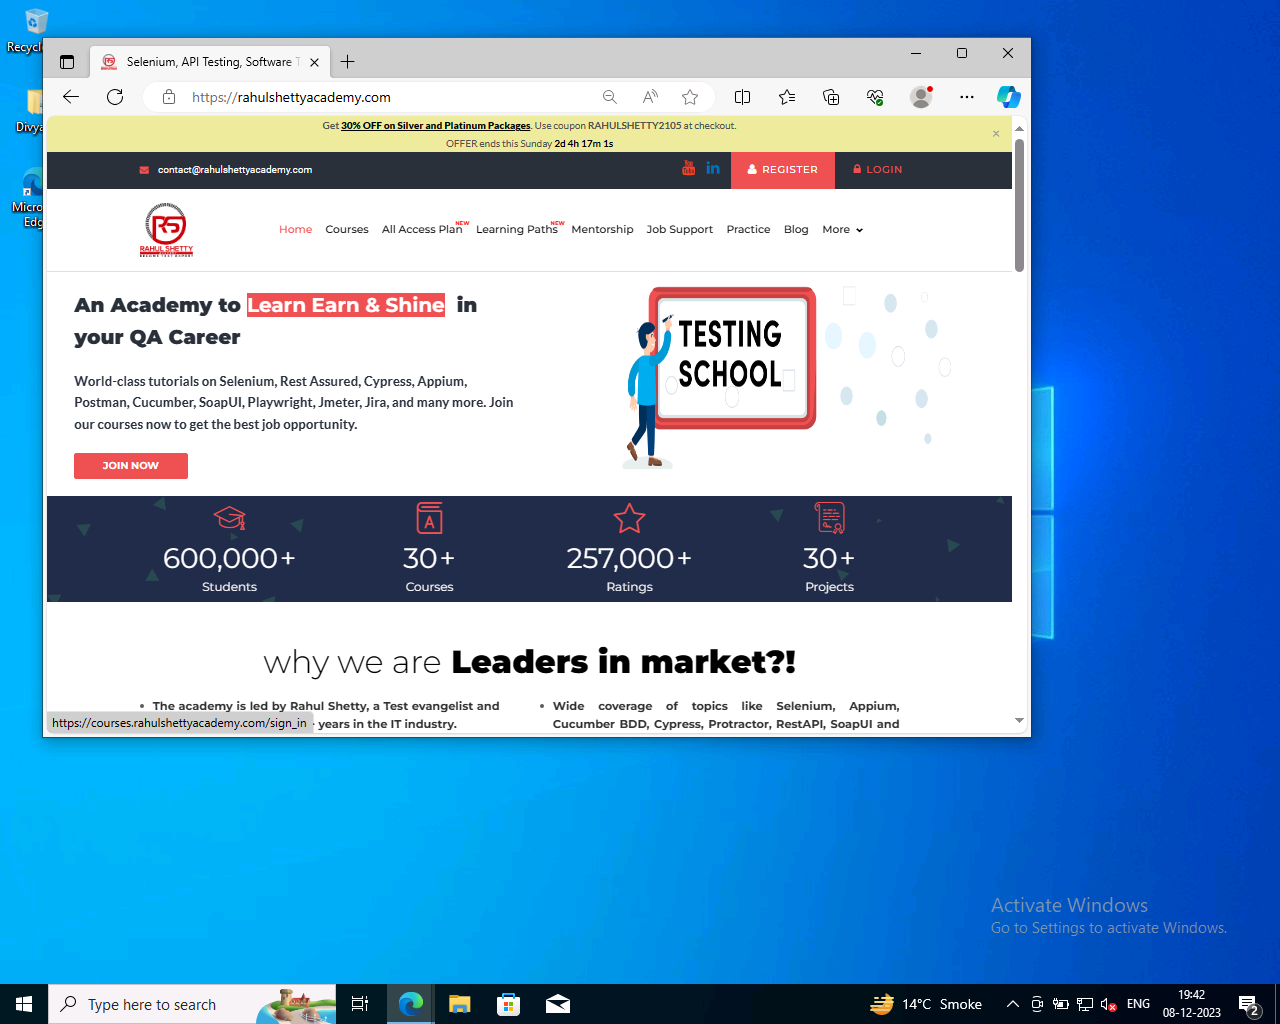 Recycle
Divya
Micro
Edg
Selenium, API Testing, Software T
https://rahulshettyacademy.com
Get 30% OFF on Silver and Platinum Packages. Use coupon RAHULSHETTY2105 at checkout.
OFFER ends this Sunday 2d 4h 17m 1s
contact@rahulshettyacademy.com
You Tube in
REGISTER
LOGIN
RS
RAHUL SHETTY
Home Courses All Access Plan NEW Learning Paths NEW Mentorship Job Support Practice Blog More
An Academy to Learn Earn & Shine in
your QA Career
World-class tutorials on Selenium, Rest Assured, Cypress, Appium,
Postman, Cucumber, SoapUI, Playwright, Jmeter, Jira, and many more. Join
our courses now to get the best job opportunity.
JOIN NOW
TESTING
SCHOOL
A
600,000+ 30+ 257,000+ 30+
Students Courses Ratings Projects
why we are Leaders in market?!
• The academy is led by Rahul Shetty, a Test evangelist and
years in the IT industry.
• Wide coverage of topics like Selenium, Appium,
Cucumber BDD, Cypress, Protractor, RestAPI, SoapUI and
https://courses.rahulshettyacademy.com/sign_in
Activate Windows
Go to Settings to activate Windows.
Type here to search
14°C Smoke
ENG
19:42
08-12-2023
2